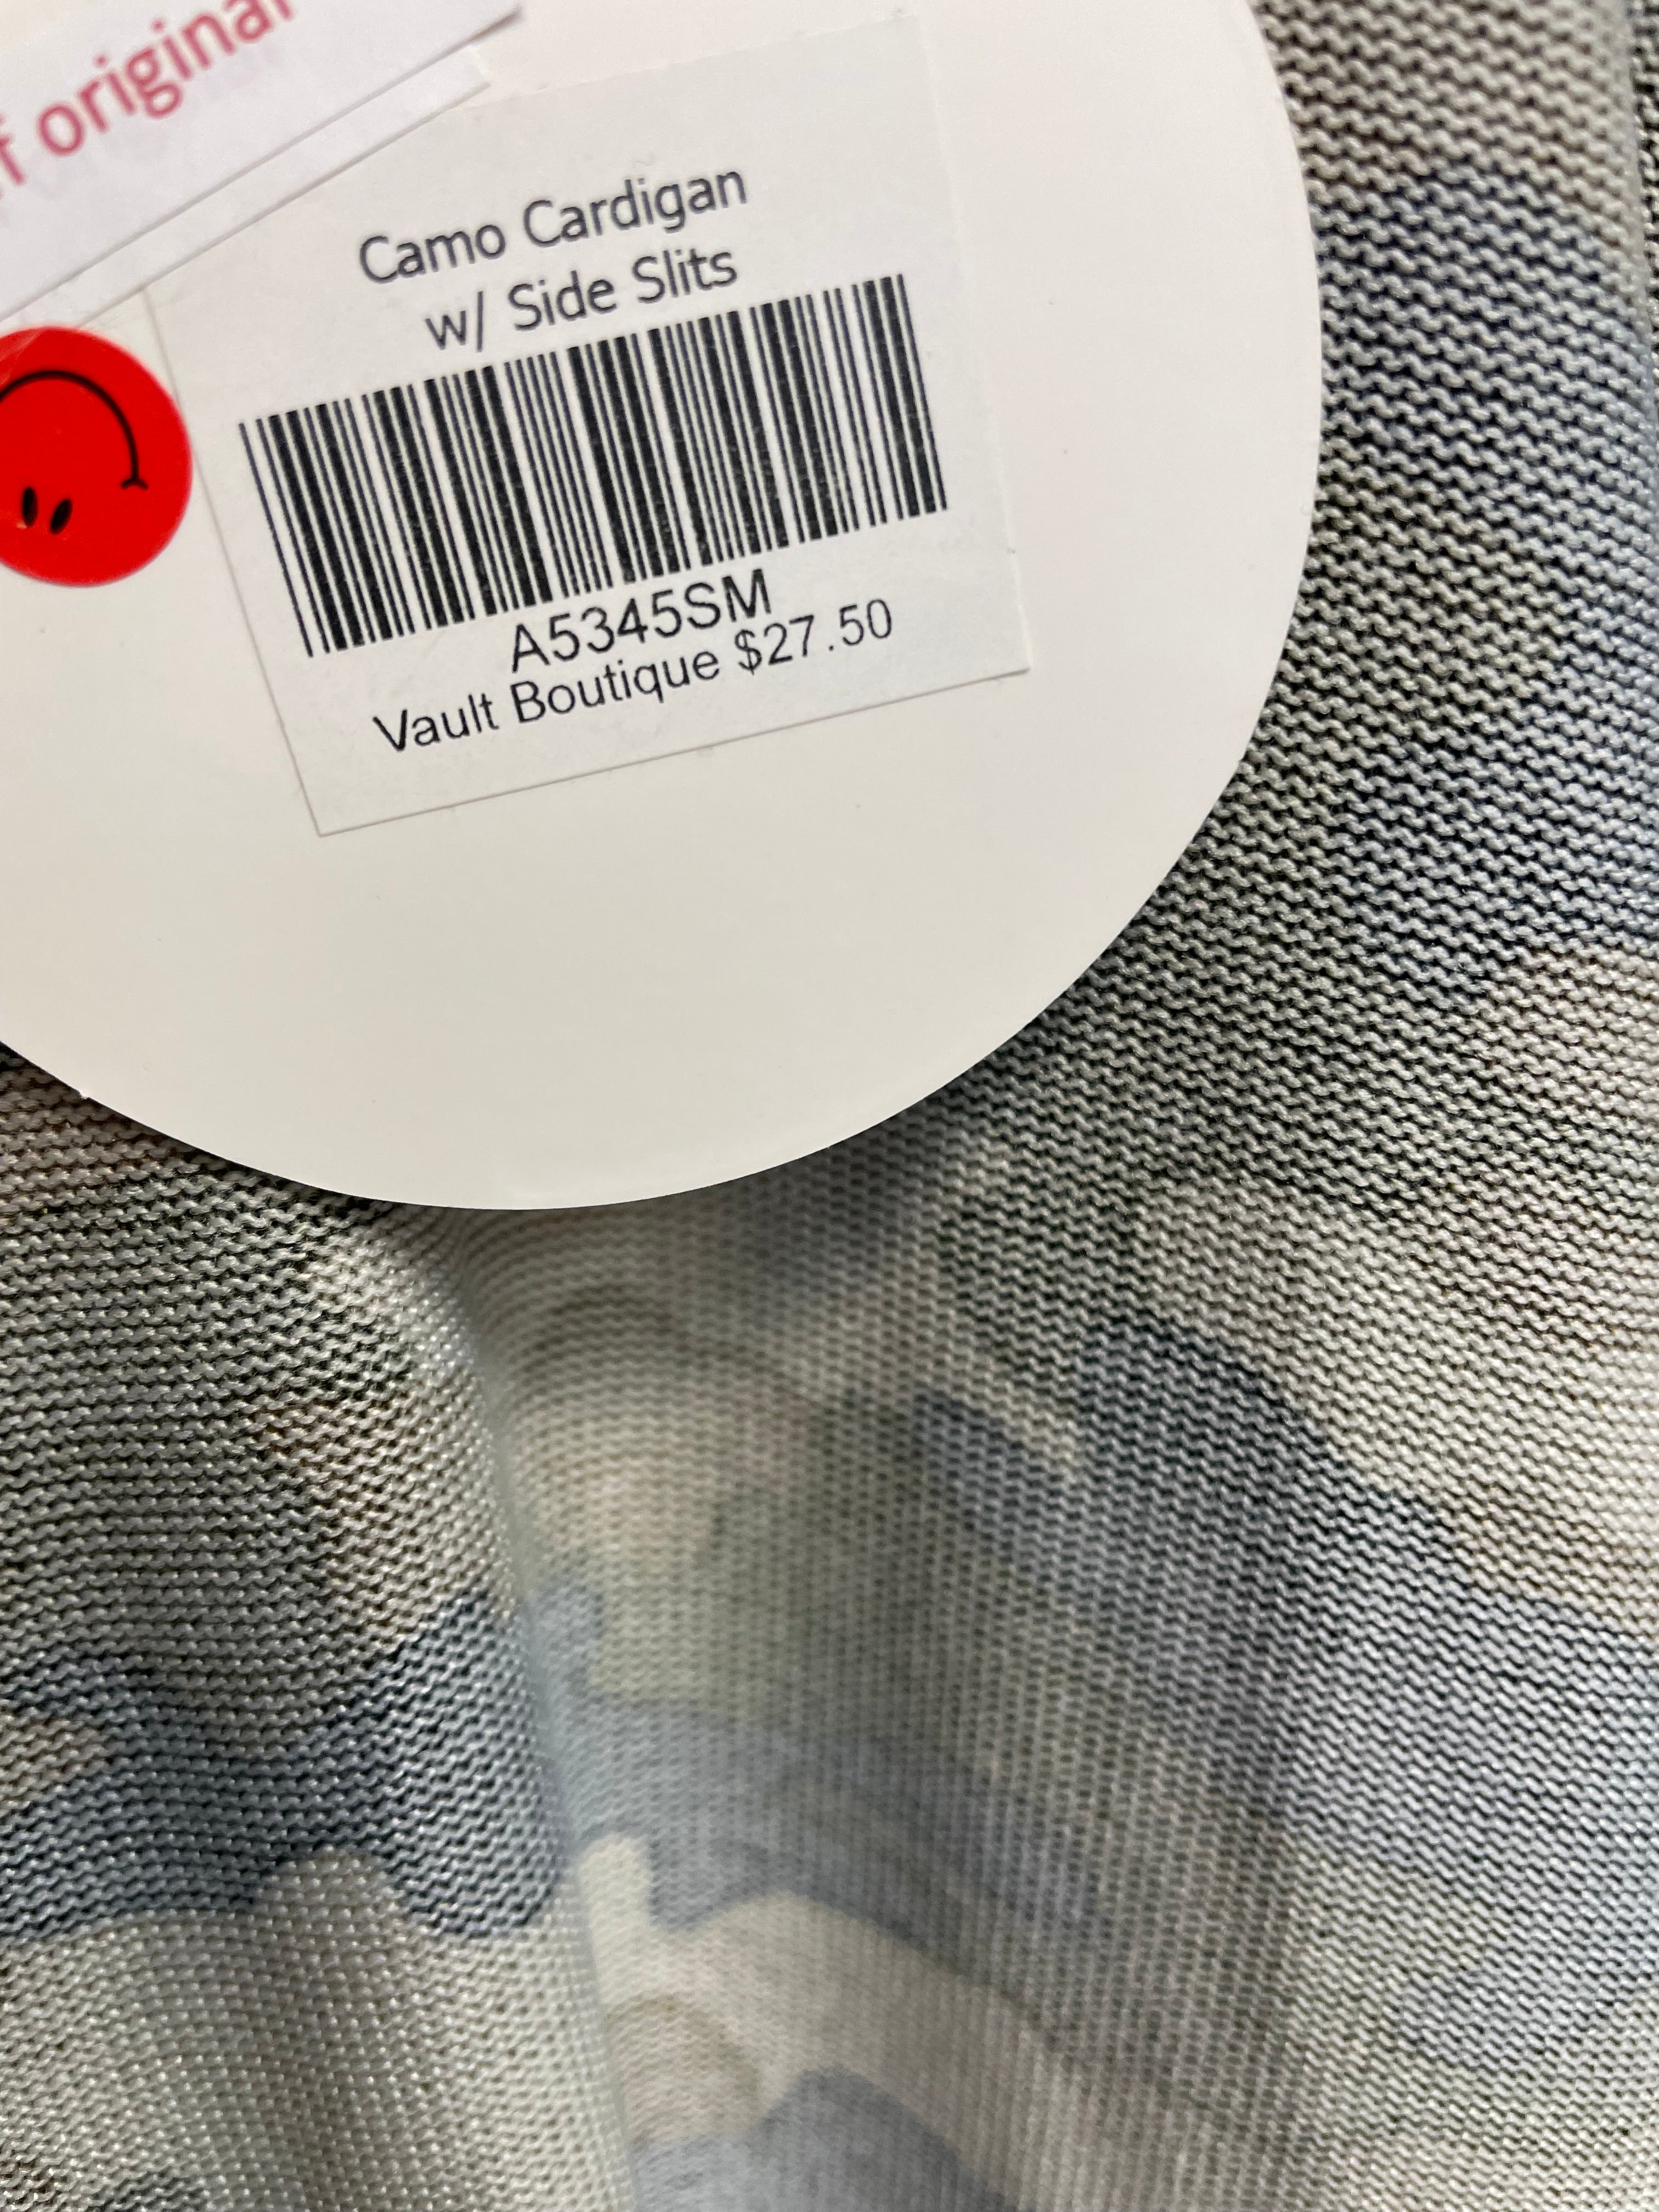 f original
Camo Cardigan
w/ Side Slits
A5345SM
Vault Boutique $27.50